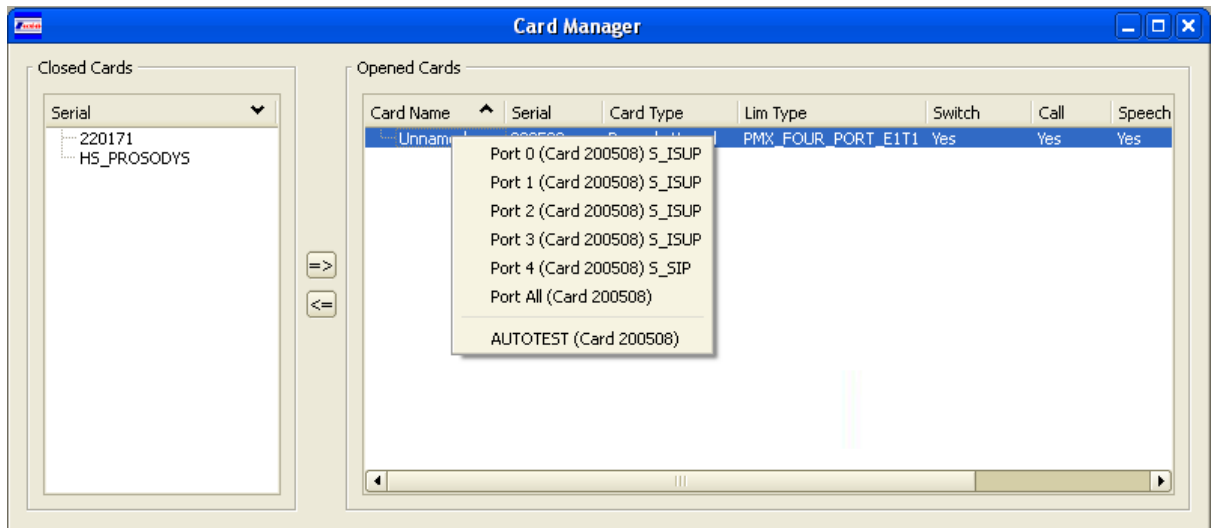 Card Manager
Closed Cards
Opened Cards
Serial
Card Name Serial Card Type Lim Type Switch Call Speech
220171
HS_PROSODYS
PMX_FOUR_PORT_E1T1 Yes Yes Yes
Port 0 (Card 200508) S_ISUP
Port 1 (Card 200508) S_ISUP
Port 2 (Card 200508) S_ISUP
Port 3 (Card 200508) S_ISUP
Port 4 (Card 200508) S_SIP
Port All (Card 200508)
AUTOTEST (Card 200508)
=>
<=